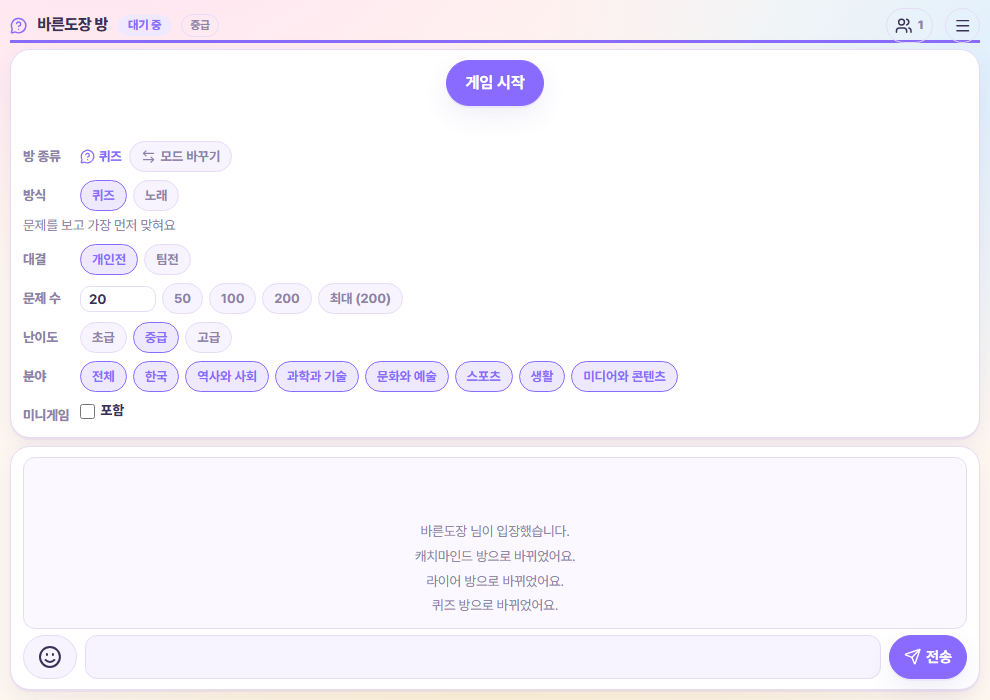 바른도장 방 대기 중 중급 1
게임 시작
방 종류 퀴즈 모드 바꾸기
방식 퀴즈 노래
문제를 보고 가장 먼저 맞혀요
대결 개인전 팀전
문제 수 20 50 100 200 최대 (200)
난이도 초급 중급 고급
분야 전체 한국 역사와 사회 과학과 기술 문화와 예술 스포츠 생활 미디어와 콘텐츠
미니게임 포함
바른도장 님이 입장했습니다.
캐치마인드 방으로 바뀌었어요.
라이어 방으로 바뀌었어요.
퀴즈 방으로 바뀌었어요.
전송